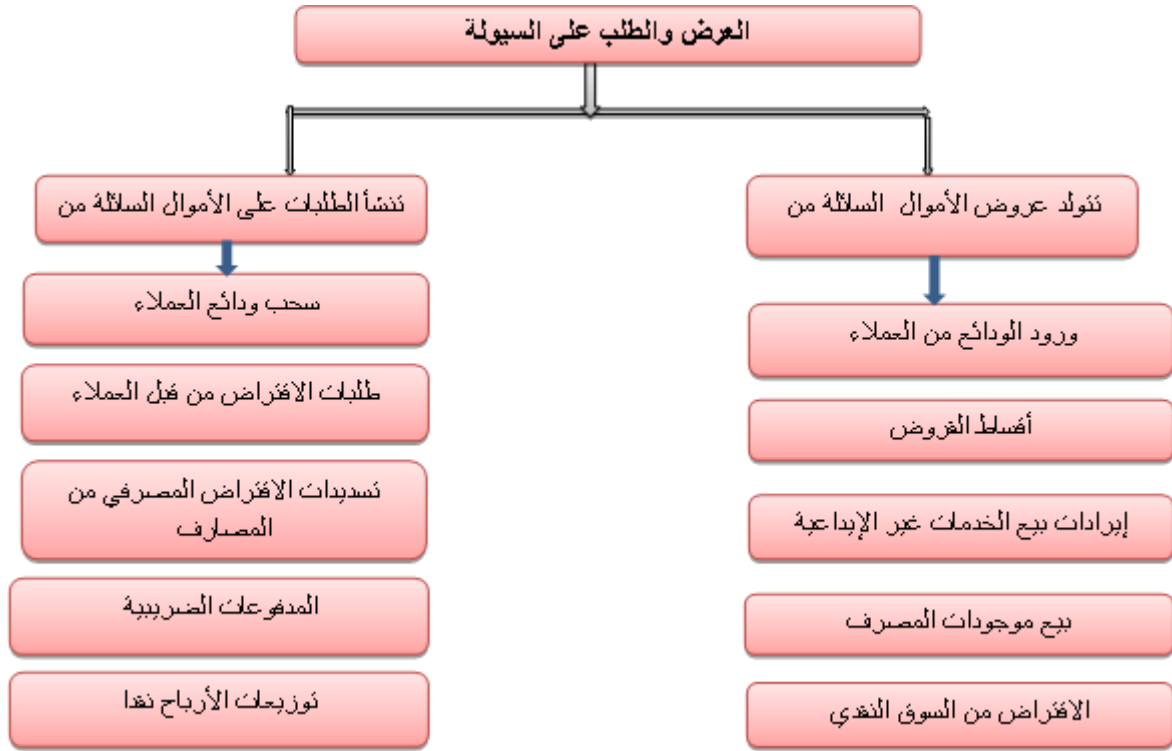 العرض والطلب على السيولة
تتولد عروض الأموال السائلة من
ورود الودائع من العملاء
أقساط القروض
إيرادات بيع الخدمات غير الإيداعية
بيع موجودات المصرف
الاقتراض من السوق النقدي
تنشأ الطلبات على الأموال السائلة من
سحب ودائع العملاء
طلبات الاقتراض من قبل العملاء
تسديدات الاقتراض المصرفي من
المصارف
المدفوعات الضريبية
توزيعات الأرباح نقدا